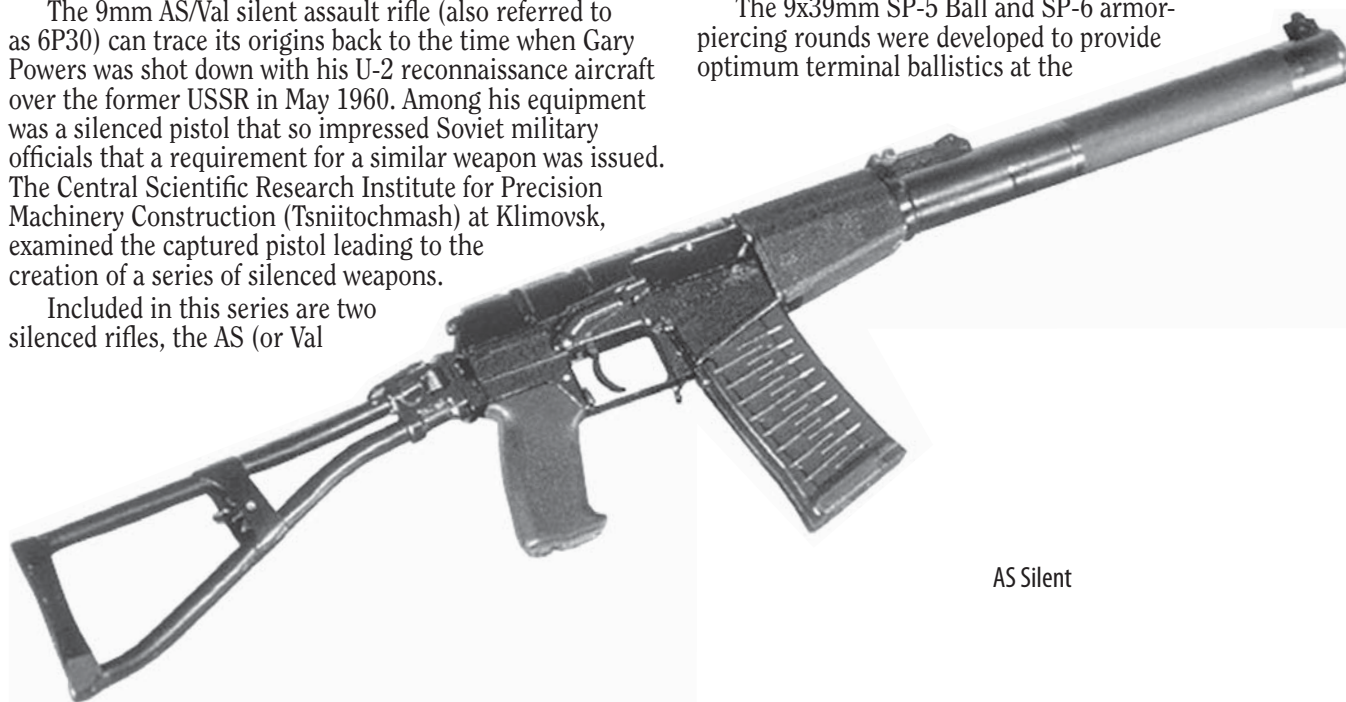 The 9mm AS/Val silent assault rifle (also referred to
as 6P30) can trace its origins back to the time when Gary
Powers was shot down with his U-2 reconnaissance aircraft
over the former USSR in May 1960. Among his equipment
was a silenced pistol that so impressed Soviet military
officials that a requirement for a similar weapon was issued.
The Central Scientific Research Institute for Precision
Machinery Construction (Tsniitochmash) at Klimovsk,
examined the captured pistol leading to the
creation of a series of silenced weapons.
Included in this series are two
silenced rifles, the AS (or Val
The 9x39mm SP-5 Ball and SP-6 armor-
piercing rounds were developed to provide
optimum terminal ballistics at the
AS Silent